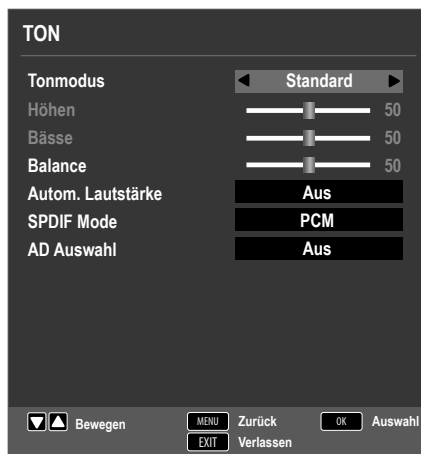 TON
Tonmodus Standard
Höhen 50
Bässe 50
Balance 50
Autom. Lautstärke Aus
SPDIF Mode PCM
AD Auswahl Aus
Bewegen MENU Zurück OK Auswahl
EXIT Verlassen